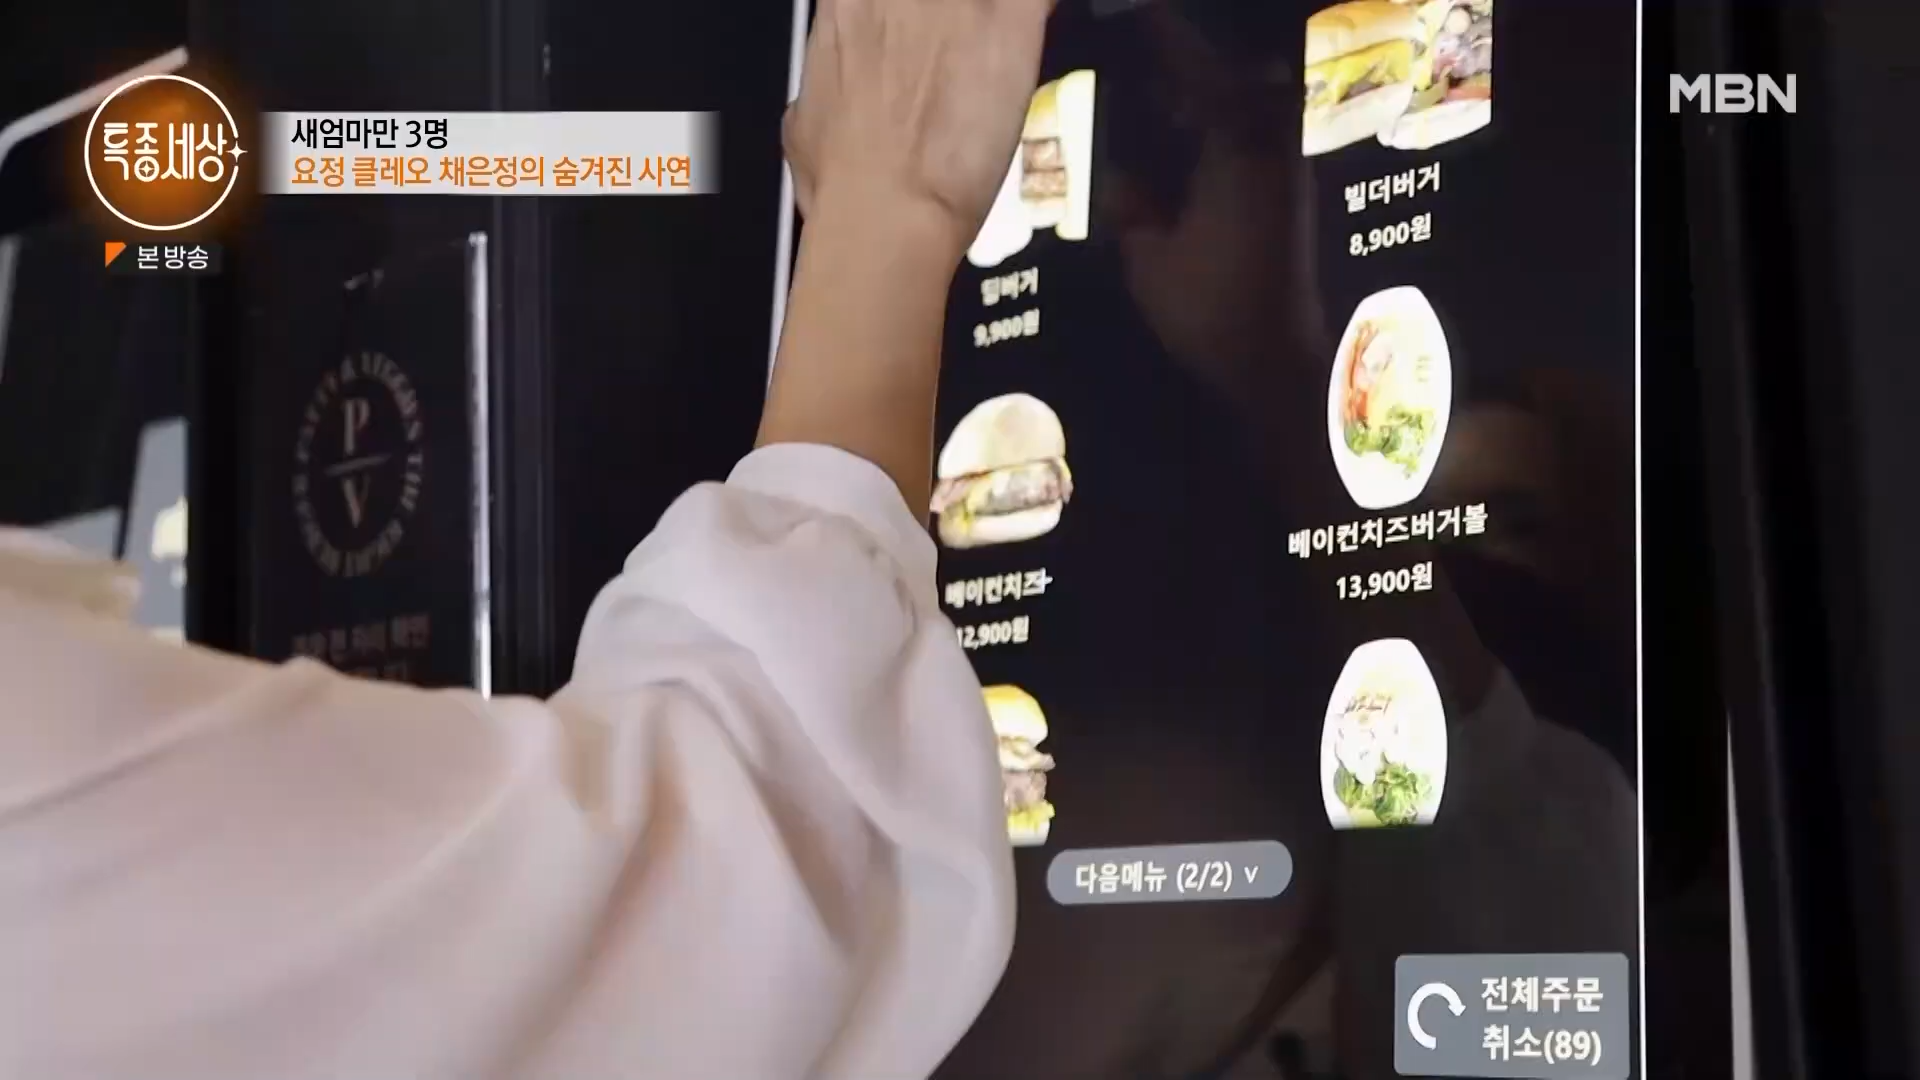 특종세상
새엄마만 3명
요정 클레오 채은정의 숨겨진 사연
본 방송
MBN
P
V
빌더버거
8,900원
9,900원
베이컨치즈버거볼
13,900원
베이컨치즈
12,900원
다음메뉴 (2/2) ∨
전체주문
취소(89)